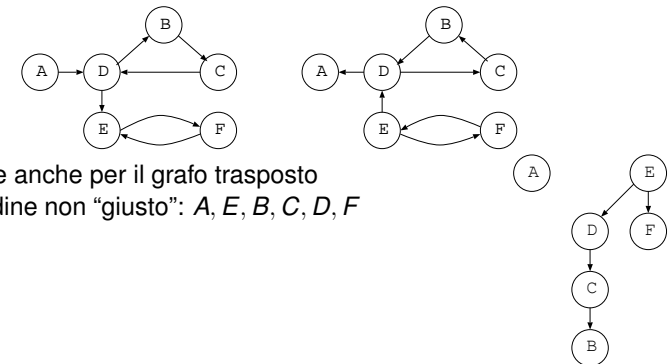 B
B
A
D
C
A
D
C
E
F
E
F
e anche per il grafo trasposto
A
E
dine non “giusto”: A, E, B, C, D, F
D
F
C
B